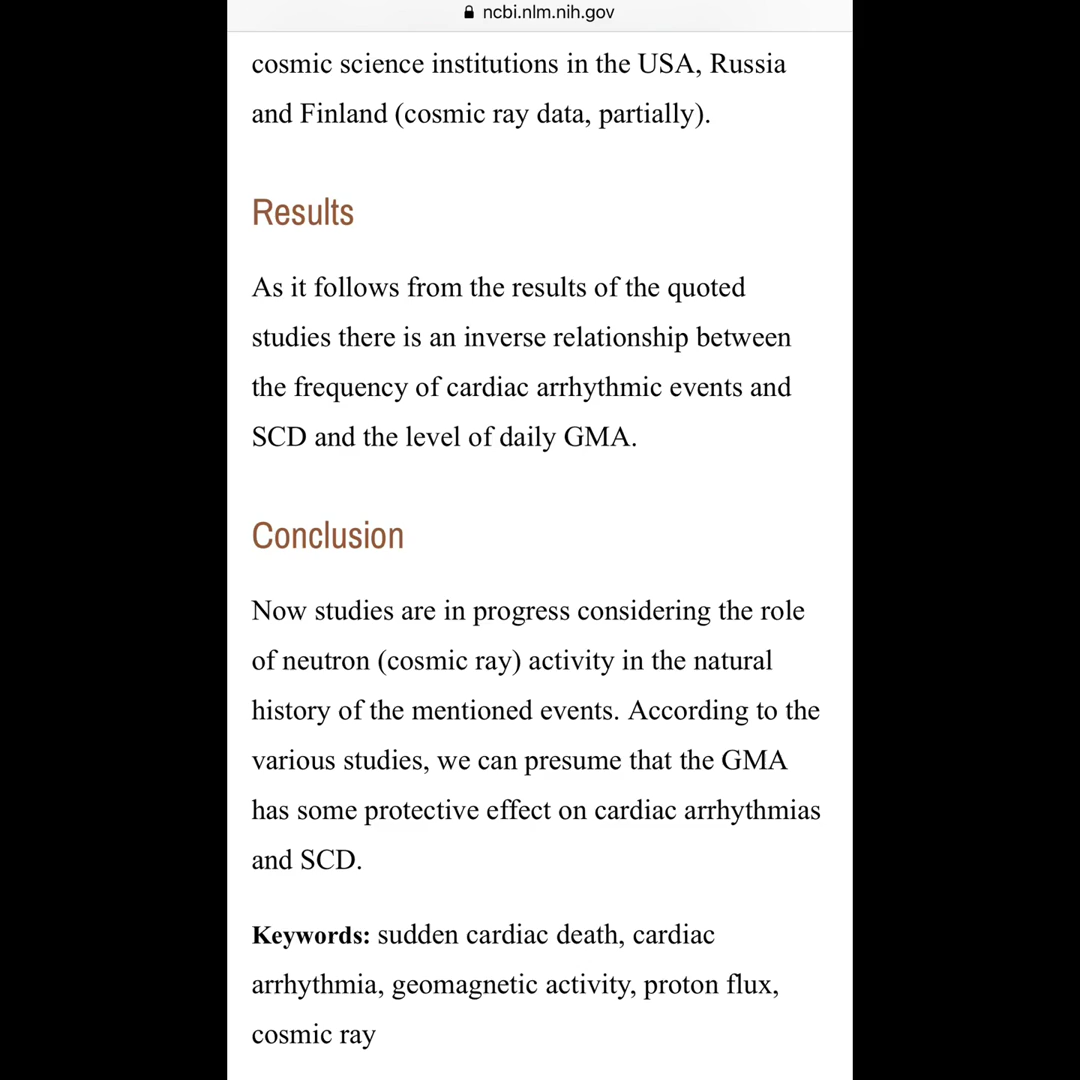 ncbi.nlm.nih.gov
cosmic science institutions in the USA, Russia
and Finland (cosmic ray data, partially).
Results
As it follows from the results of the quoted
studies there is an inverse relationship between
the frequency of cardiac arrhythmic events and
SCD and the level of daily GMA.
Conclusion
Now studies are in progress considering the role
of neutron (cosmic ray) activity in the natural
history of the mentioned events. According to the
various studies, we can presume that the GMA
has some protective effect on cardiac arrhythmias
and SCD.
Keywords: sudden cardiac death, cardiac
arrhythmia, geomagnetic activity, proton flux,
cosmic ray